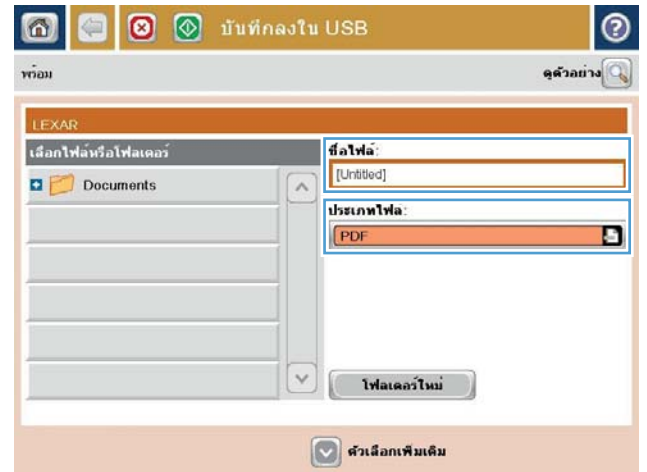 บันทึกลงใน USB
พร้อม
ดูตัวอย่าง
LEXAR
เลือกไฟล์หรือโฟลเดอร์
Documents
ชื่อไฟล์:
[Untitled]
ประเภทไฟล์:
PDF
โฟลเดอร์ใหม่
ตัวเลือกเพิ่มเติม